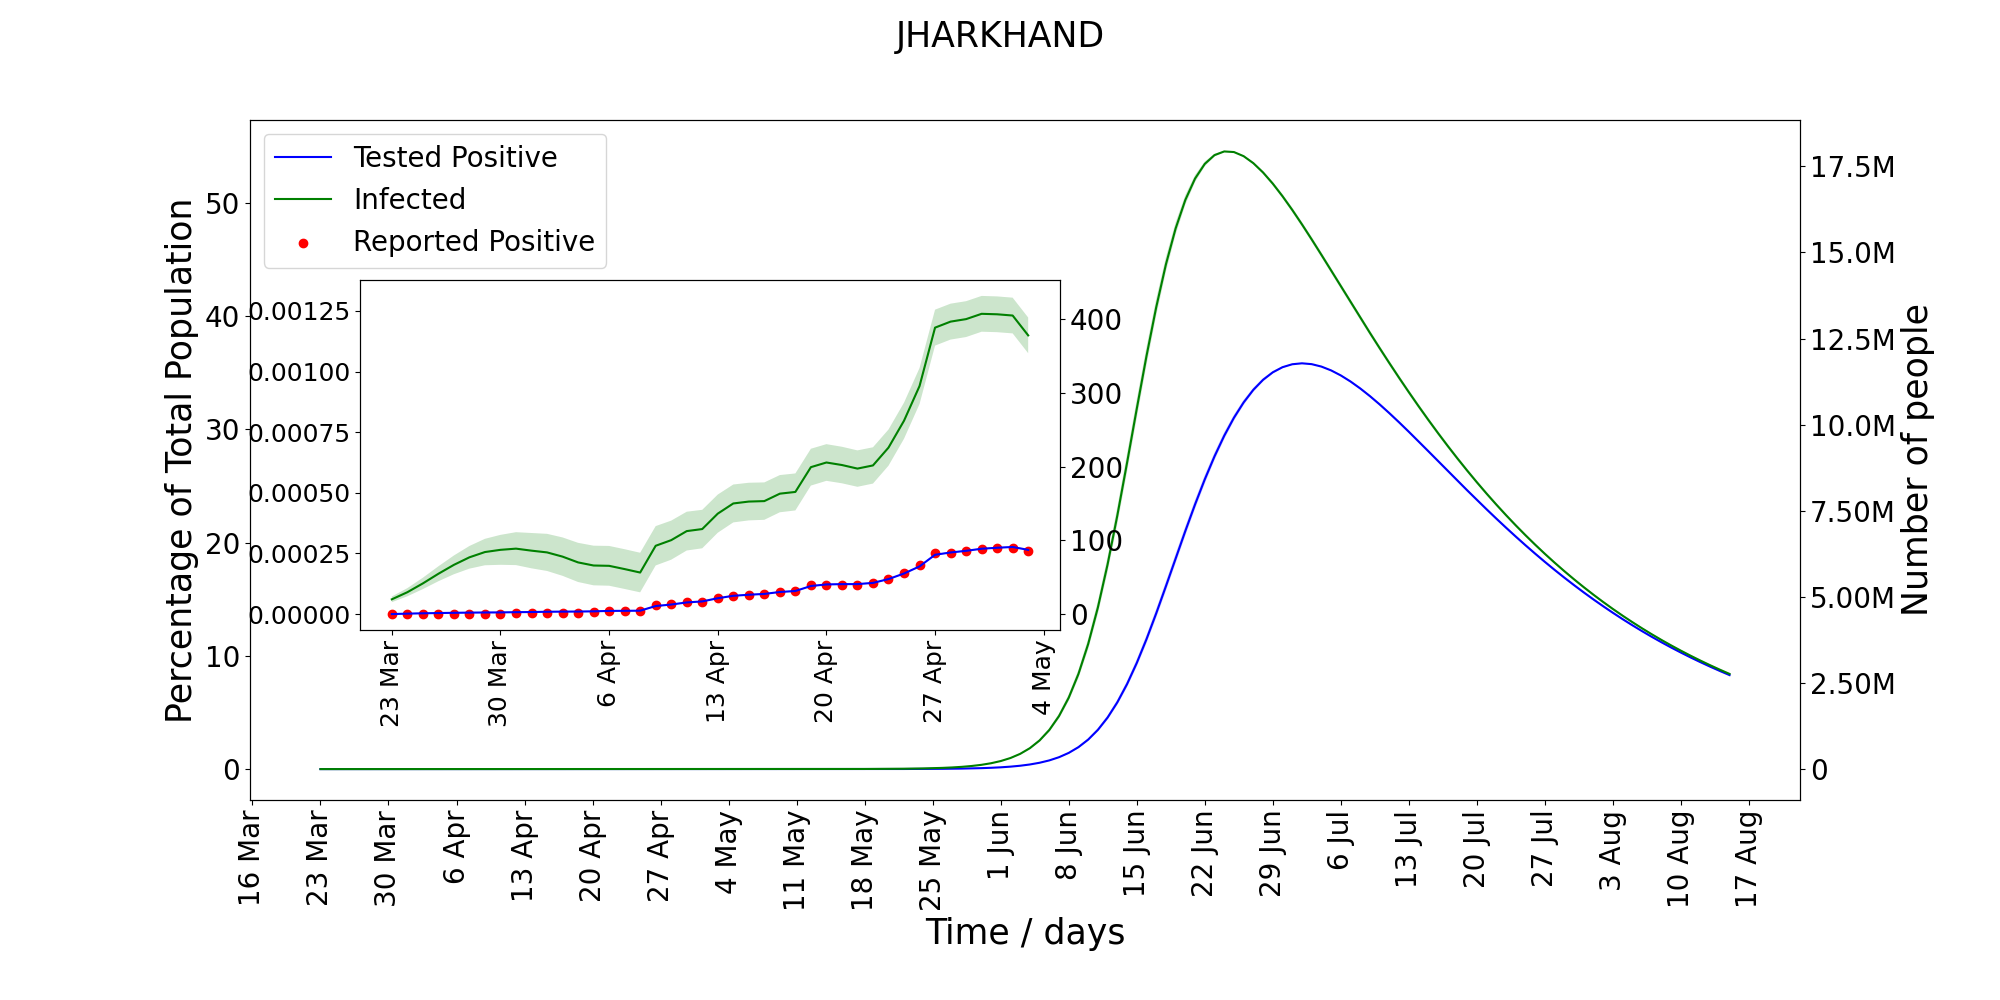 JHARKHAND
Tested Positive
Infected
Reported Positive
Percentage of Total Population
50
40
30
20
10
0
17.5M
15.0M
12.5M
10.0M
7.50M
5.00M
2.50M
0
Number of people
0.00125
0.00100
0.00075
0.00050
0.00025
0.00000
400
300
200
100
0
23 Mar
30 Mar
6 Apr
13 Apr
20 Apr
27 Apr
4 May
16 Mar
23 Mar
30 Mar
6 Apr
13 Apr
20 Apr
27 Apr
4 May
11 May
18 May
25 May
1 Jun
8 Jun
15 Jun
22 Jun
29 Jun
6 Jul
13 Jul
20 Jul
27 Jul
3 Aug
10 Aug
17 Aug
Time / days